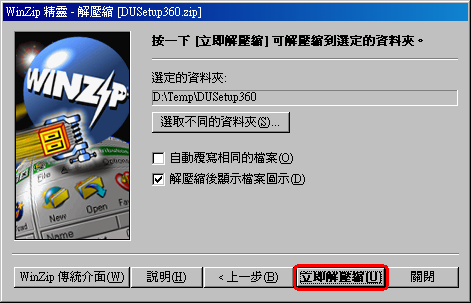 WinZip 精靈 - 解壓縮 [DUSetup360.zip]
WINZIP
New
Open
Favorites
按一下 [立即解壓縮] 可解壓縮到選定的資料夾。
選定的資料夾:
D:\Temp\DUSetup360
選取不同的資料夾(S)...
自動覆寫相同的檔案(O)
解壓縮後顯示檔案圖示(D)
WinZip 傳統介面(W)
說明(H)
< 上一步(B)
立即解壓縮(U)
關閉